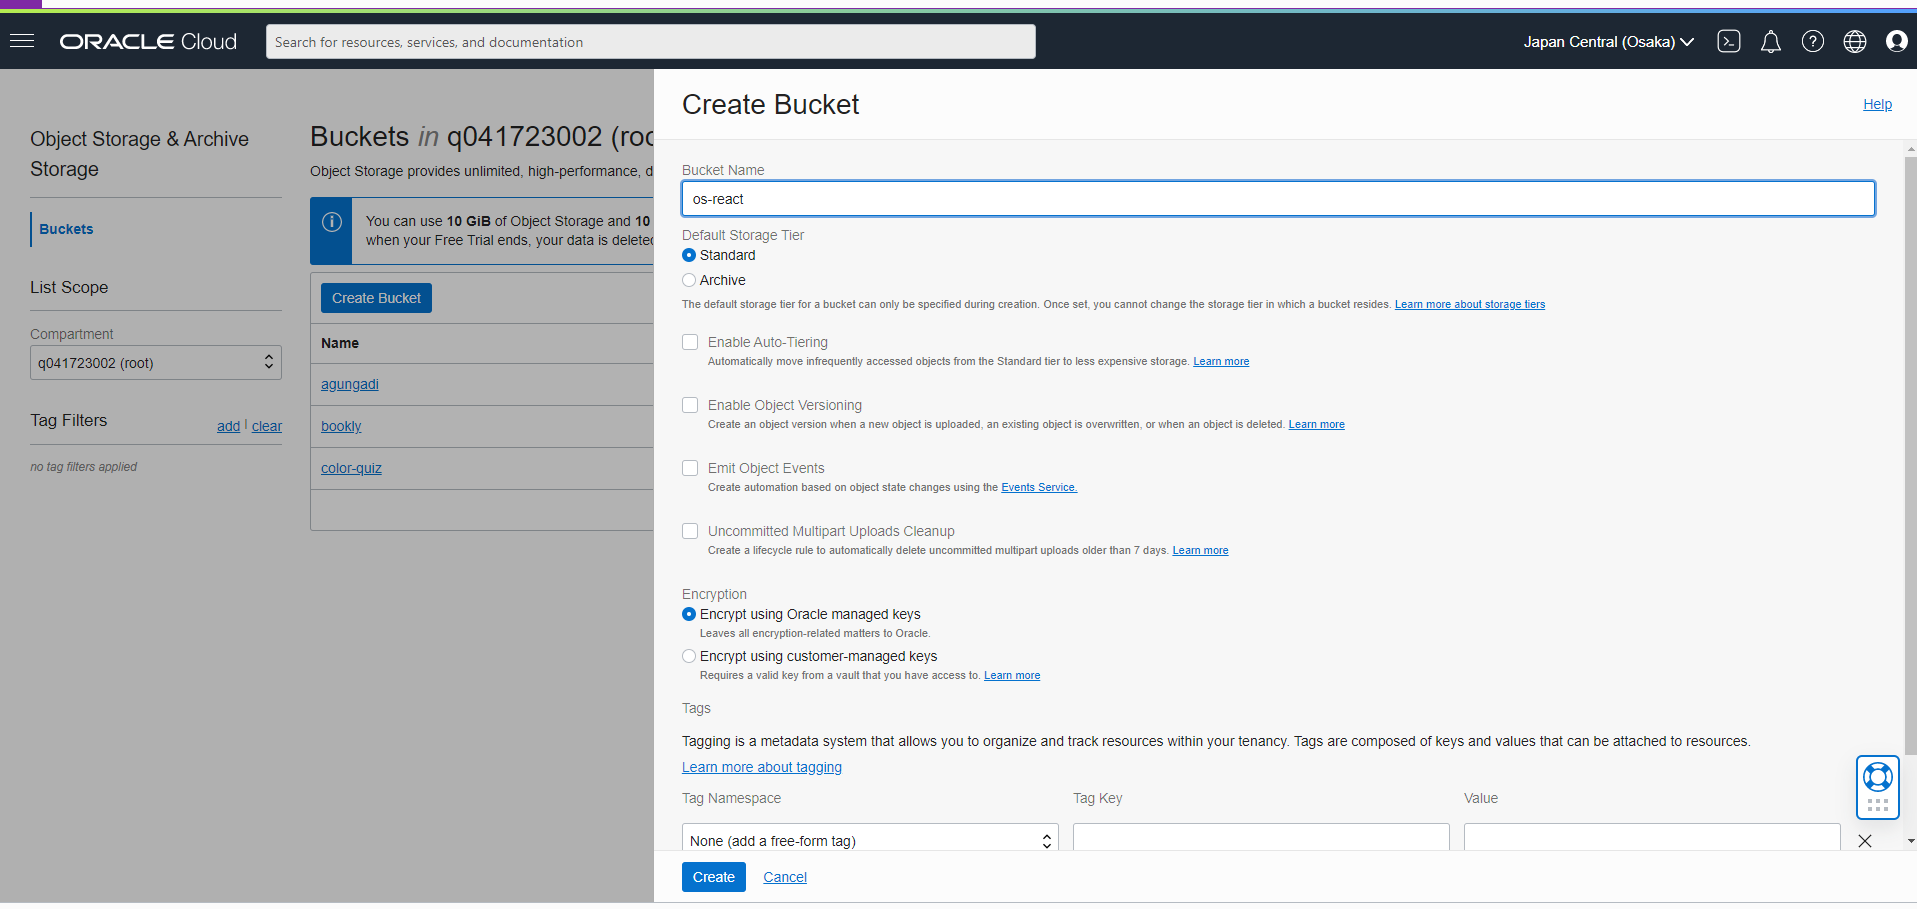 ORACLE Cloud
Search for resources, services, and documentation
Japan Central (Osaka)
Object Storage & Archive
Storage
Buckets
List Scope
Compartment
q041723002 (root)
Tag Filters
add | clear
no tag filters applied
Buckets in q041723002 (roo
Object Storage provides unlimited, high-performance, d
You can use 10 GiB of Object Storage and 10
when your Free Trial ends, your data is deleted
Create Bucket
Name
agungadi
bookly
color-quiz
Create Bucket
Help
Bucket Name
os-react
Default Storage Tier
Standard
Archive
The default storage tier for a bucket can only be specified during creation. Once set, you cannot change the storage tier in which a bucket resides. Learn more about storage tiers
Enable Auto-Tiering
Automatically move infrequently accessed objects from the Standard tier to less expensive storage. Learn more
Enable Object Versioning
Create an object version when a new object is uploaded, an existing object is overwritten, or when an object is deleted. Learn more
Emit Object Events
Create automation based on object state changes using the Events Service.
Uncommitted Multipart Uploads Cleanup
Create a lifecycle rule to automatically delete uncommitted multipart uploads older than 7 days. Learn more
Encryption
Encrypt using Oracle managed keys
Leaves all encryption-related matters to Oracle.
Encrypt using customer-managed keys
Requires a valid key from a vault that you have access to. Learn more
Tags
Tagging is a metadata system that allows you to organize and track resources within your tenancy. Tags are composed of keys and values that can be attached to resources.
Learn more about tagging
Tag Namespace
Tag Key
Value
None (add a free-form tag)
Create
Cancel